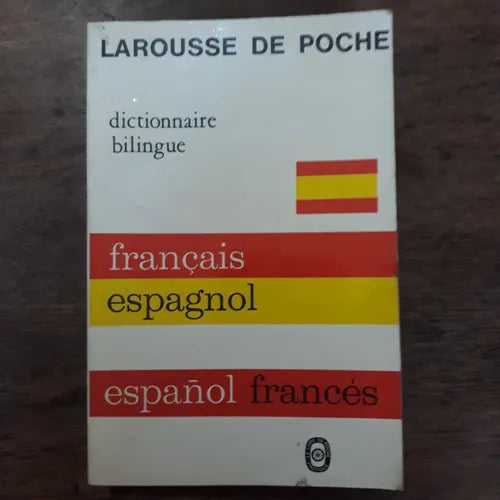 LAROUSSE DE POCHE
dictionnaire
bilingue
français
espagnol
español francés